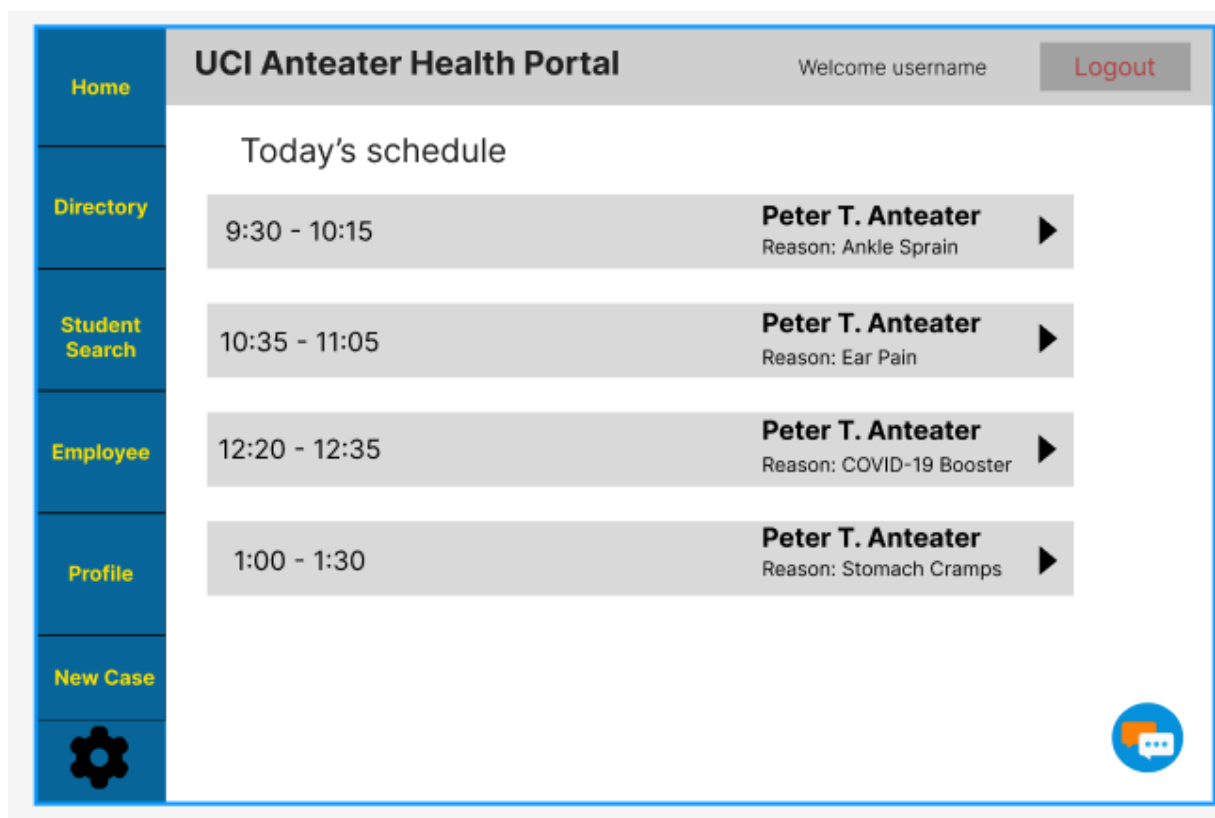 UCI Anteater Health Portal
Welcome username
Logout
Home
Directory
Student
Search
Employee
Profile
New Case
Today’s schedule
9:30 - 10:15
Peter T. Anteater
Reason: Ankle Sprain
10:35 - 11:05
Peter T. Anteater
Reason: Ear Pain
12:20 - 12:35
Peter T. Anteater
Reason: COVID-19 Booster
1:00 - 1:30
Peter T. Anteater
Reason: Stomach Cramps